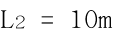 L2 = 10m